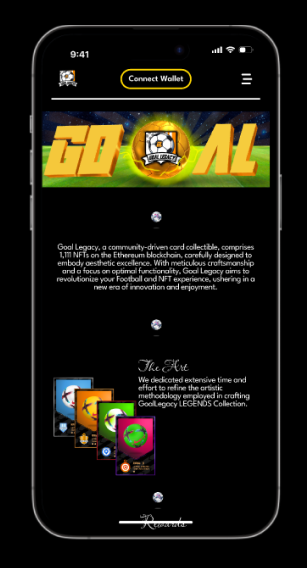 9:41
Connect Wallet
GOAL
GOAL LEGACY
Goal Legacy, a community-driven card collectible, comprises
1,111 NFTs on the Ethereum blockchain, carefully designed to
embody aesthetic excellence. With meticulous craftsmanship
and a focus on optimal functionality, Goal Legacy aims to
revolutionize your Football and NFT experience, ushering in a
new era of innovation and enjoyment.
The Art
We dedicated extensive time and
effort to refine the artistic
methodology employed in crafting
GoalLegacy LEGENDS Collection.
Rewards